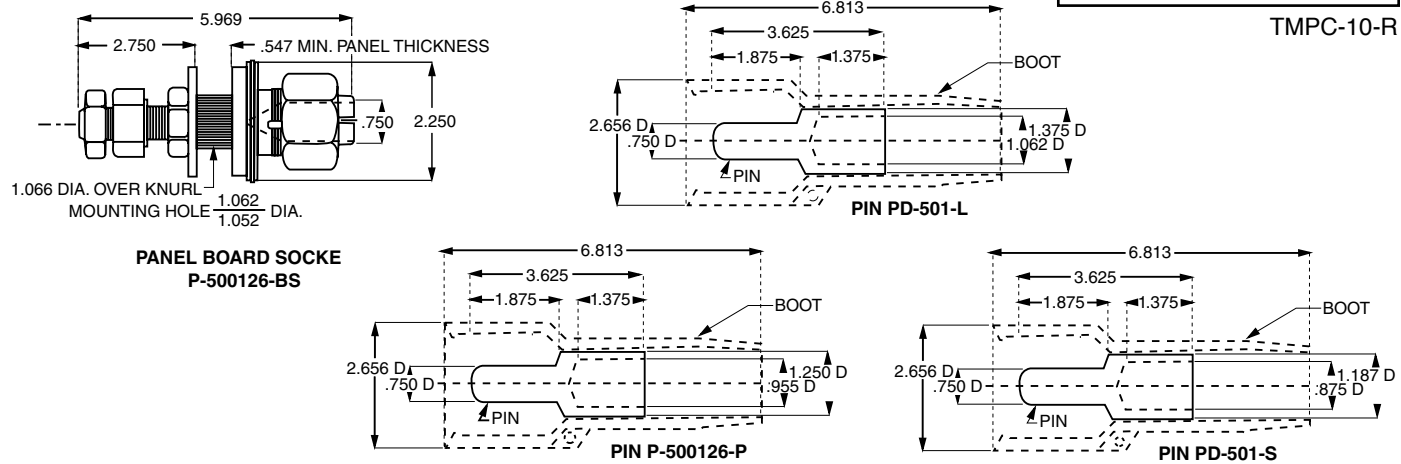 5.969
2.750
.547 MIN. PANEL THICKNESS
.750
2.250
1.066 DIA. OVER KNURL
MOUNTING HOLE 1.062 DIA.
1.052
PANEL BOARD SOCKE
P-500126-BS
6.813
3.625
1.875
1.375
BOOT
2.656 D
.750 D
1.375 D
1.062 D
PIN
PIN PD-501-L
TMPC-10-R
6.813
3.625
1.875
1.375
BOOT
2.656 D
.750 D
1.250 D
.955 D
PIN
PIN P-500126-P
6.813
3.625
1.875
1.375
BOOT
2.656 D
.750 D
1.187 D
.875 D
PIN
PIN PD-501-S